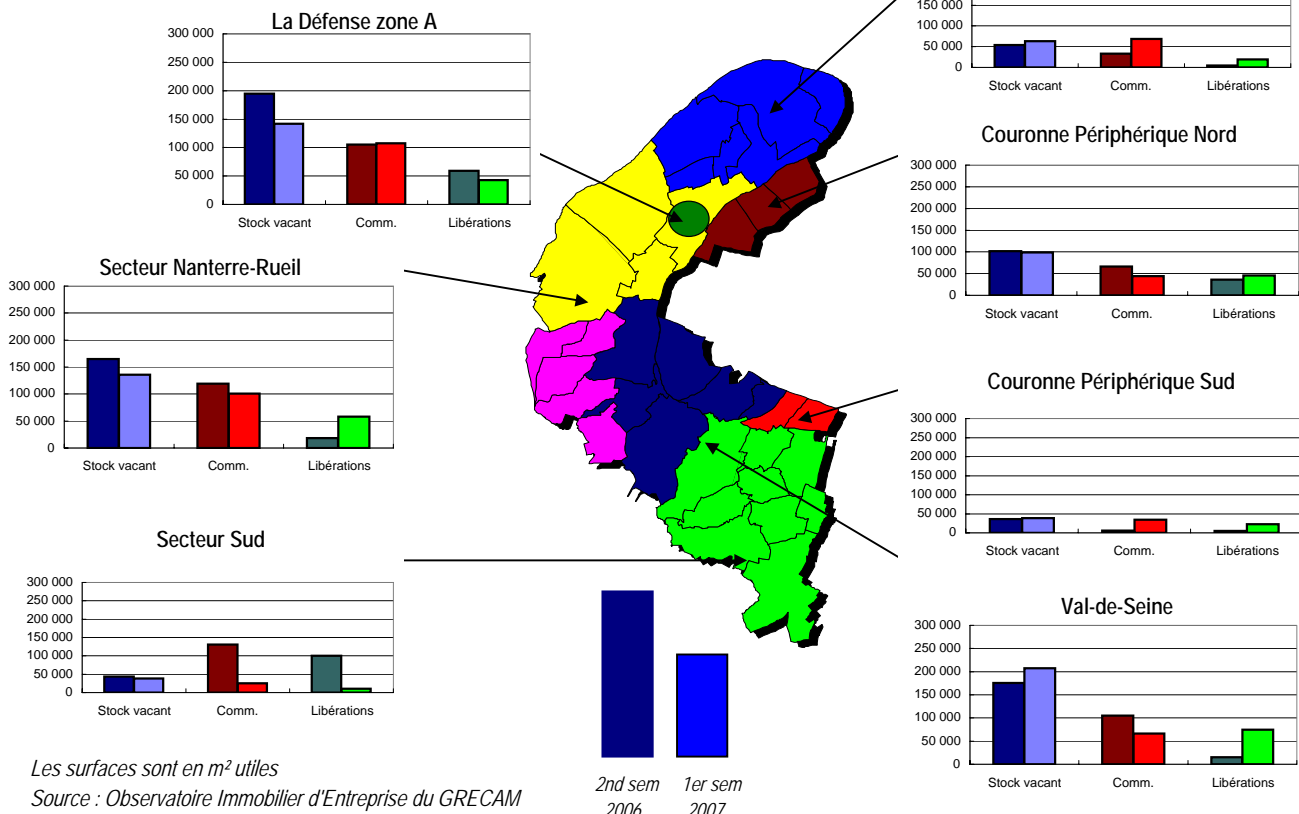 La Défense zone A
300 000
250 000
200 000
150 000
100 000
50 000
0
Stock vacant Comm. Libérations
Secteur Nanterre-Rueil
300 000
250 000
200 000
150 000
100 000
50 000
0
Stock vacant Comm. Libérations
Secteur Sud
300 000
250 000
200 000
150 000
100 000
50 000
0
Stock vacant Comm. Libérations
150 000
100 000
50 000
0
Stock vacant Comm. Libérations
Couronne Périphérique Nord
300 000
250 000
200 000
150 000
100 000
50 000
0
Stock vacant Comm. Libérations
Couronne Périphérique Sud
300 000
250 000
200 000
150 000
100 000
50 000
0
Stock vacant Comm. Libérations
Val-de-Seine
300 000
250 000
200 000
150 000
100 000
50 000
0
Stock vacant Comm. Libérations
2nd sem 1er sem
2006 2007
Les surfaces sont en m² utiles
Source : Observatoire Immobilier d'Entreprise du GRECAM